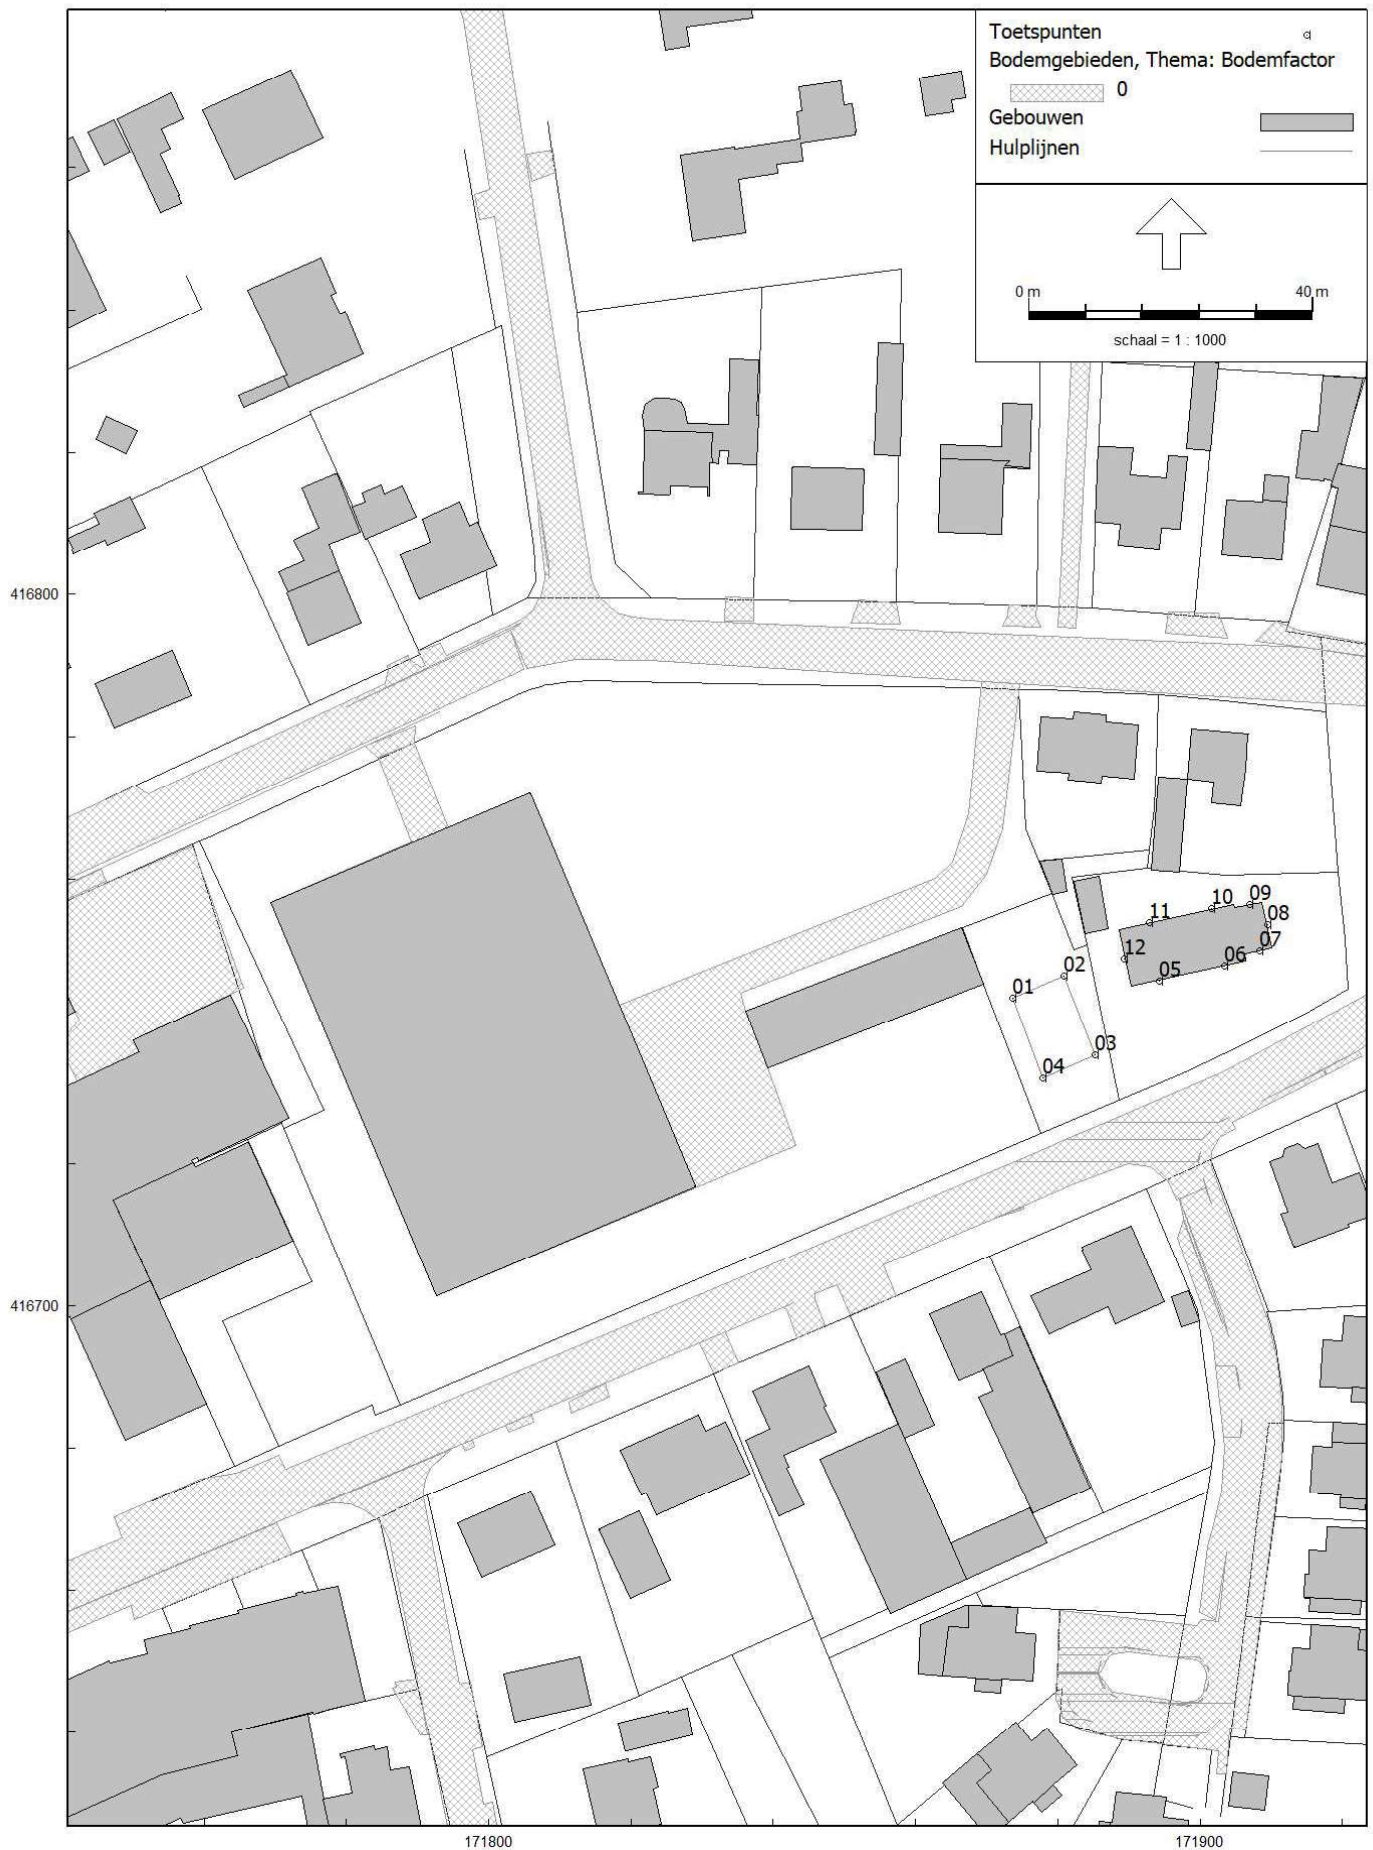 Toetspunten
Bodemgebieden, Thema: Bodemfactor
0
Gebouwen
Hulplijnen
0 m 40 m
schaal = 1 : 1000
416800
09
10
11
08
07
12
06
05
02
01
03
04
416700
171800 171900